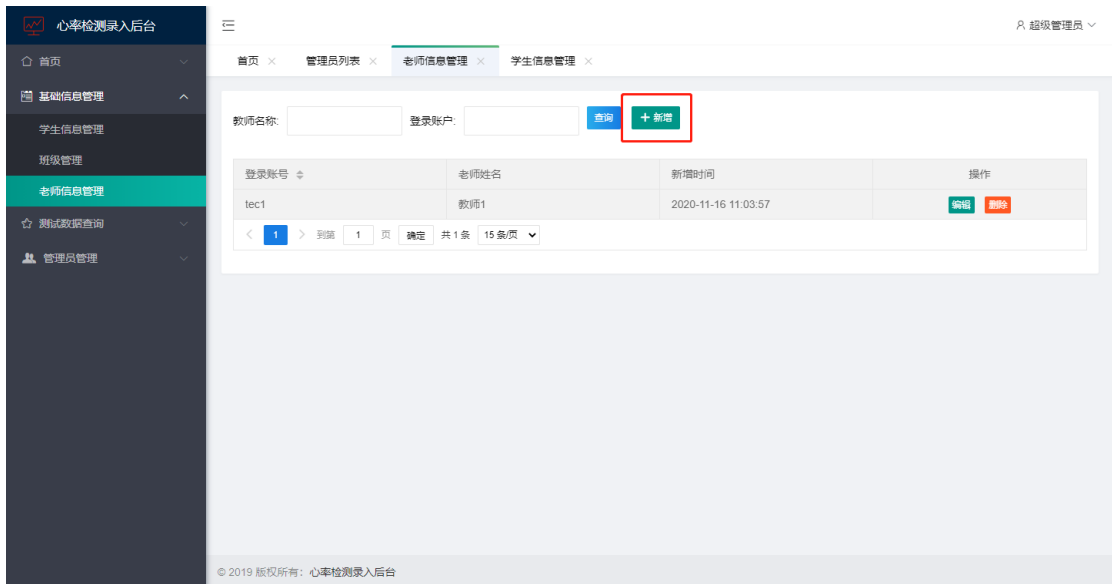 心率检测录入后台
超级管理员
首页
基础信息管理
学生信息管理
班级管理
老师信息管理
测试数据查询
管理员管理
首页 管理员列表 老师信息管理 学生信息管理
教师名称: 登录账户: 查询 新增
登录账号 老师姓名 新增时间 操作
tec1 教师1 2020-11-16 11:03:57 编辑 删除
1 到第 1 页 确定 共1条 15条/页
© 2019 版权所有: 心率检测录入后台